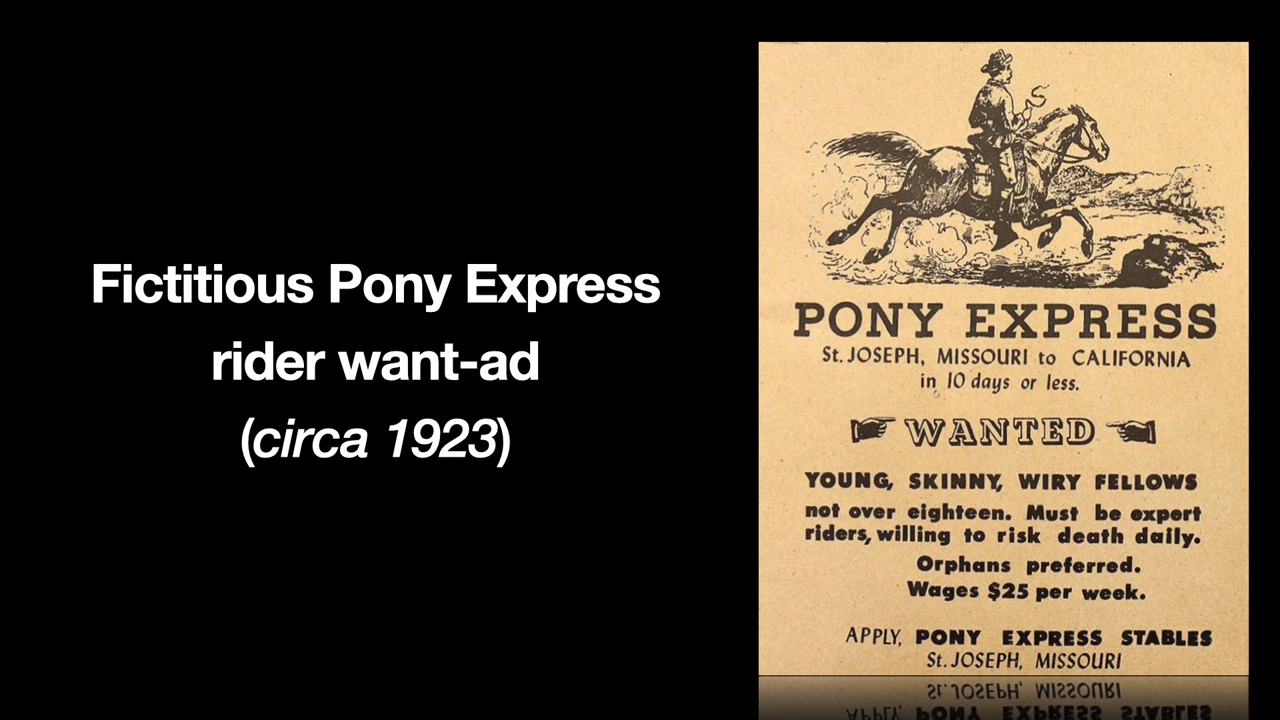 Fictitious Pony Express
rider want-ad
(circa 1923)
PONY EXPRESS
St. JOSEPH, MISSOURI to CALIFORNIA
in 10 days or less.
WANTED
YOUNG, SKINNY, WIRY FELLOWS
not over eighteen. Must be expert
riders, willing to risk death daily.
Orphans preferred.
Wages $25 per week.
APPLY, PONY EXPRESS STABLES
St. JOSEPH, MISSOURI